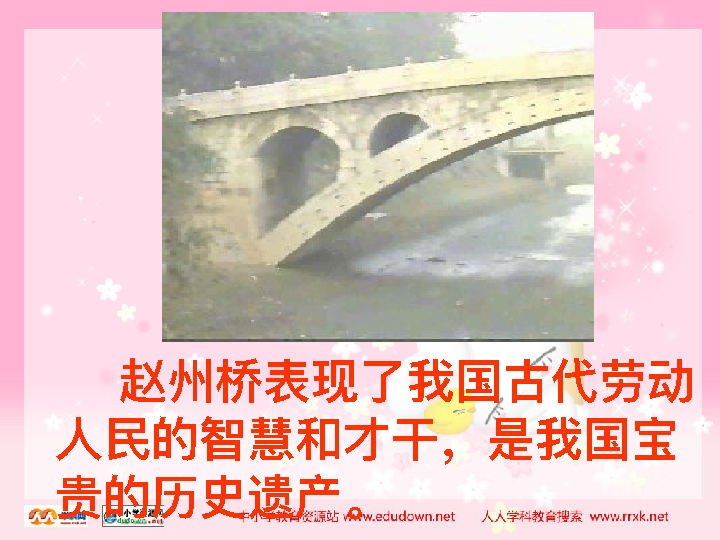 赵州桥表现了我国古代劳动
人民的智慧和才干，是我国宝
贵的历史遗产。
中小学教育资源站 www.edudown.net 人人学科教育搜索 www.rrxk.net